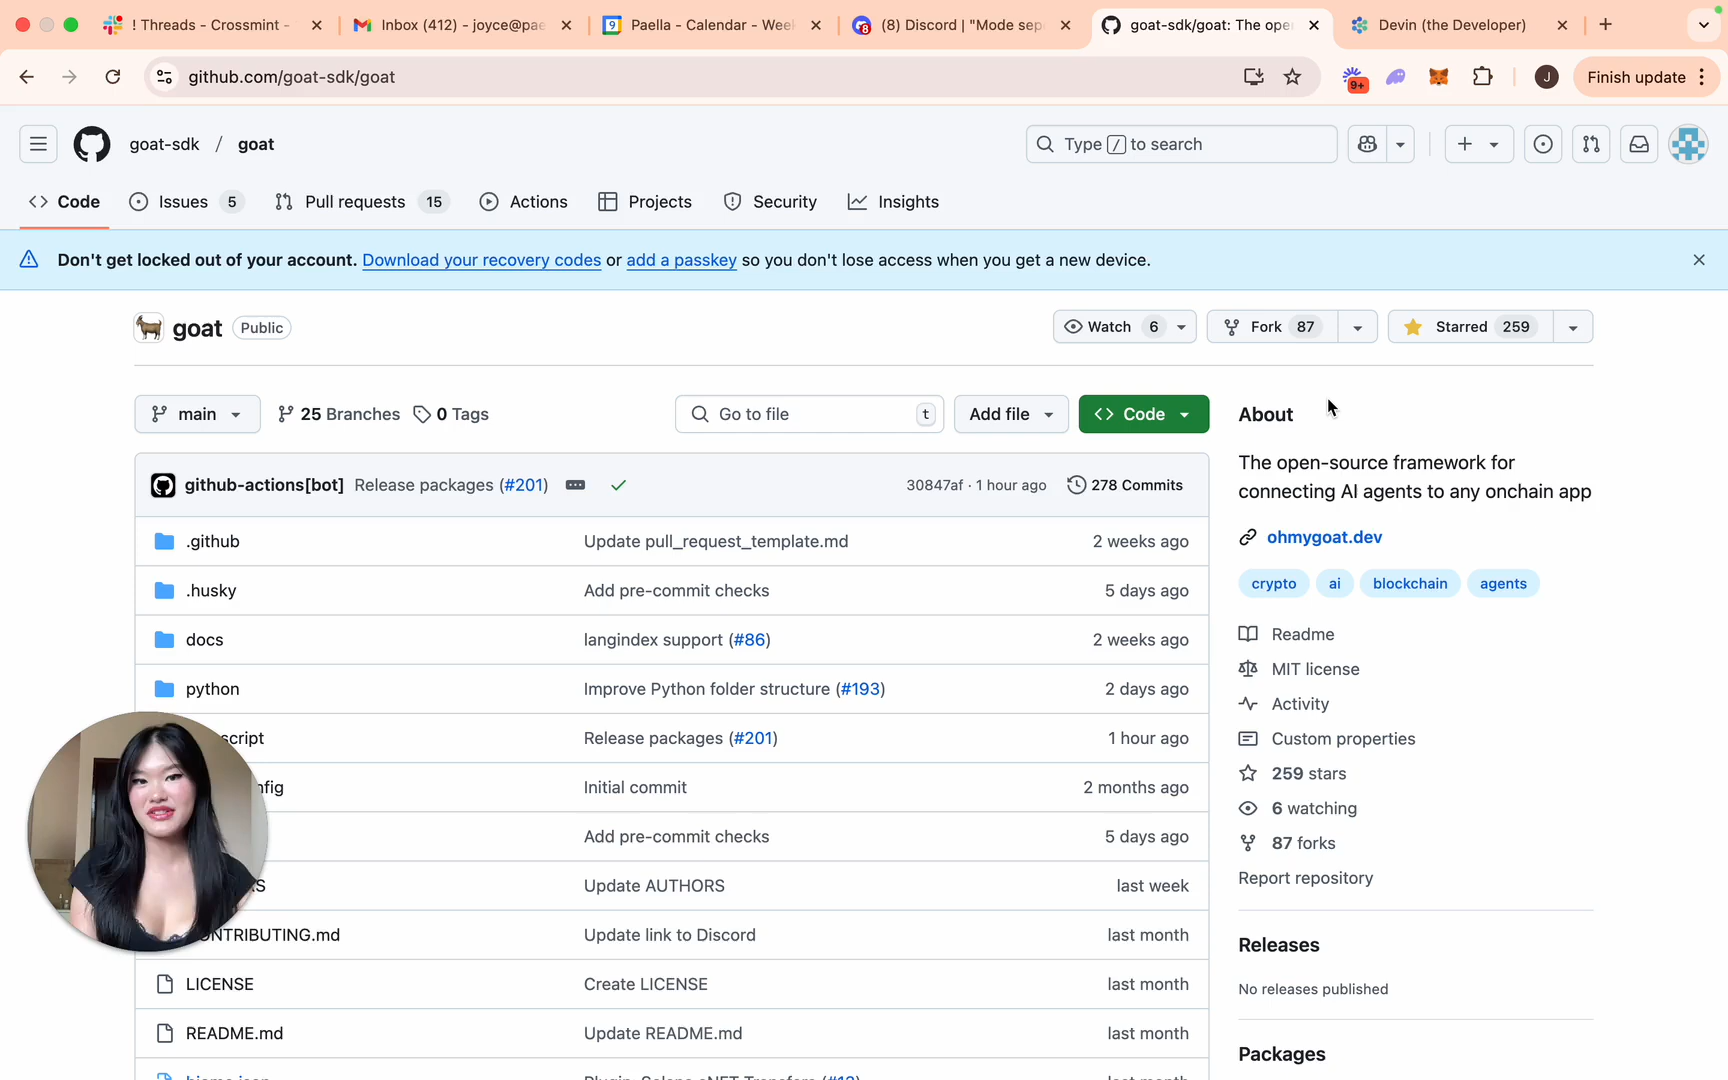 ! Threads - Crossmint -
Inbox (412) - joyce@pae
Paella - Calendar - Wee
(8) Discord | "Mode sep
goat-sdk/goat: The ope
Devin (the Developer)
github.com/goat-sdk/goat
9+
J
Finish update
goat-sdk / goat
Type / to search
Code
Issues 5
Pull requests 15
Actions
Projects
Security
Insights
Don't get locked out of your account. Download your recovery codes or add a passkey so you don't lose access when you get a new device.
goat Public
Watch 6
Fork 87
Starred 259
main
25 Branches
0 Tags
Go to file t
Add file
Code
github-actions[bot] Release packages (#201)
30847af · 1 hour ago
278 Commits
.github Update pull_request_template.md 2 weeks ago
.husky Add pre-commit checks 5 days ago
docs langindex support (#86) 2 weeks ago
python Improve Python folder structure (#193) 2 days ago
script Release packages (#201) 1 hour ago
nfig Initial commit 2 months ago
Add pre-commit checks 5 days ago
S Update AUTHORS last week
ONTRIBUTING.md Update link to Discord last month
LICENSE Create LICENSE last month
README.md Update README.md last month
About
The open-source framework for
connecting AI agents to any onchain app
ohmygoat.dev
crypto ai blockchain agents
Readme
MIT license
Activity
Custom properties
259 stars
6 watching
87 forks
Report repository
Releases
No releases published
Packages